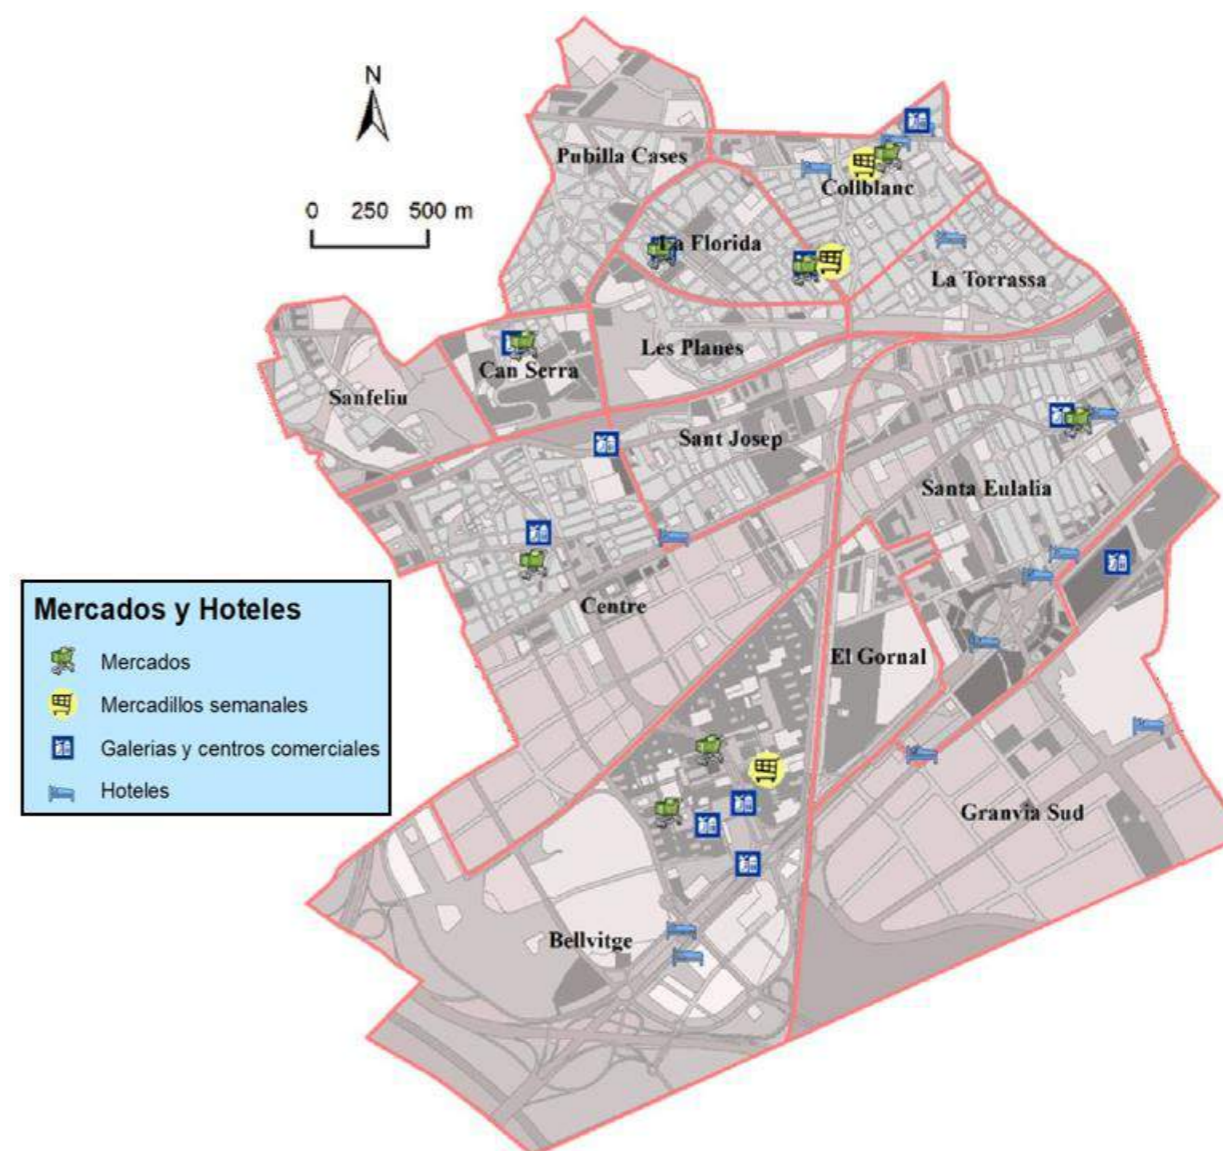 N
0 250 500 m
Pubilla Cases
Collblanc
La Florida
La Torrassa
Les Planes
Can Serra
Sanfeliu
Sant Josep
Santa Eulalia
Centre
El Gornal
Granvia Sud
Bellvitge
Mercados y Hoteles
Mercados
Mercadillos semanales
Galerias y centros comerciales
Hoteles